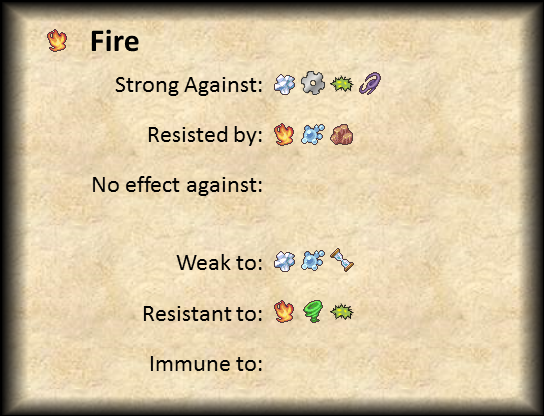 Fire
Strong Against:
Resisted by:
No effect against:
Weak to:
Resistant to:
Immune to: